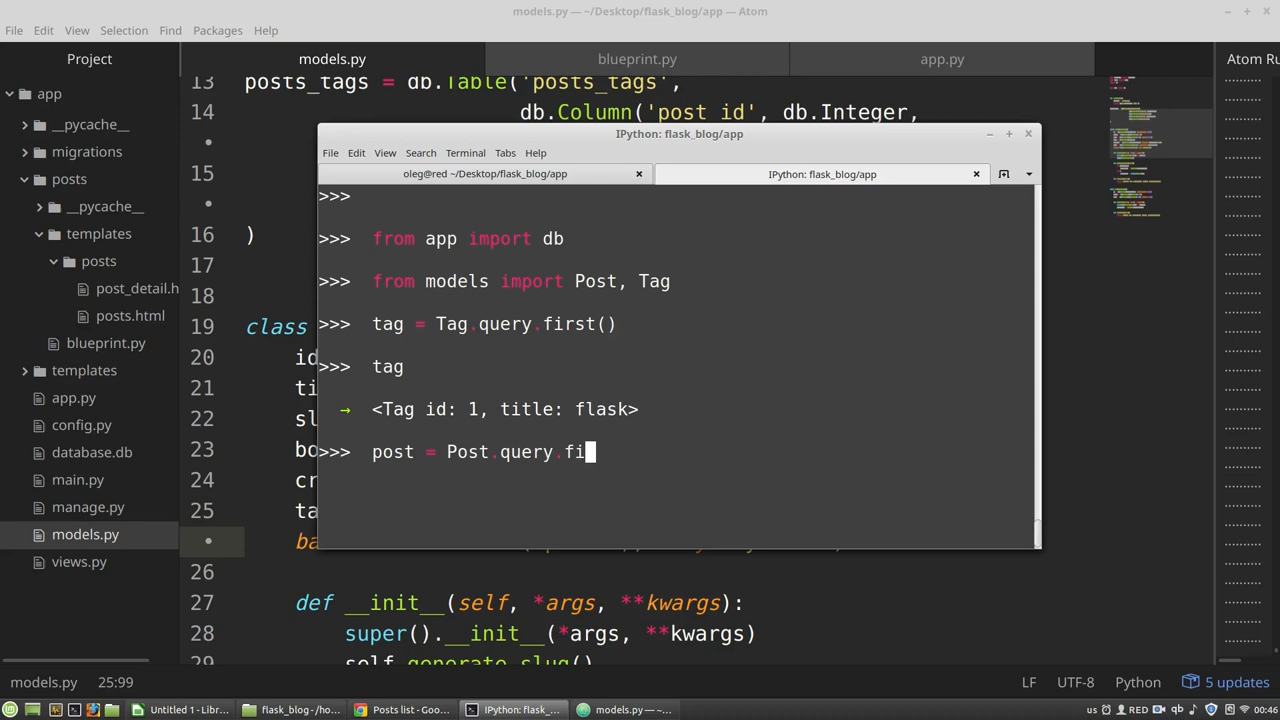 models.py — ~/Desktop/flask_blog/app — Atom
File Edit View Selection Find Packages Help
Project
models.py
blueprint.py
app.py
Atom Ru
app
__pycache__
migrations
posts
__pycache__
templates
posts
post_detail.h
posts.html
blueprint.py
templates
app.py
config.py
database.db
main.py
manage.py
models.py
views.py
13 posts_tags = db.Table('posts_tags',
14 db.Column('post_id', db.Integer,
15
16 )
17
18
19 class
20 id
21 ti
22 sl
23 bo
24 cr
25 ta
ba
26
27 def __init__(self, *args, **kwargs):
28 super().__init__(*args, **kwargs)
29 self.generate_slug()
IPython: flask_blog/app
File Edit View Search Terminal Tabs Help
oleg@red ~/Desktop/flask_blog/app
IPython: flask_blog/app
>>>
>>> from app import db
>>> from models import Post, Tag
>>> tag = Tag.query.first()
>>> tag
→ <Tag id: 1, title: flask>
>>> post = Post.query.fi
models.py 25:99
LF UTF-8 Python 5 updates
Untitled 1 - Libr...
flask_blog - /ho...
Posts list - Goo...
IPython: flask_...
models.py — ~...
us RED qb 00:46